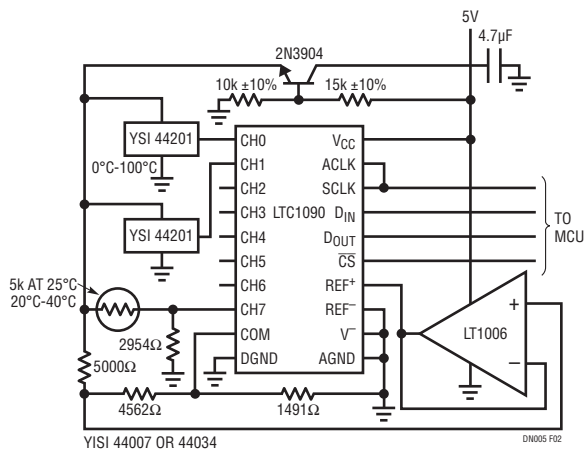 5V
2N3904
4.7µF
10k ±10%
15k ±10%
YSI 44201
0°C-100°C
CH0
CH1
CH2
CH3
CH4
CH5
CH6
CH7
COM
DGND
LTC1090
VCC
ACLK
SCLK
DIN
DOUT
C̅S̅
REF+
REF–
V–
AGND
TO
MCU
YSI 44201
5k AT 25°C
20°C-40°C
LT1006
+
–
2954Ω
5000Ω
4562Ω
1491Ω
YISI 44007 OR 44034
DN005 F02